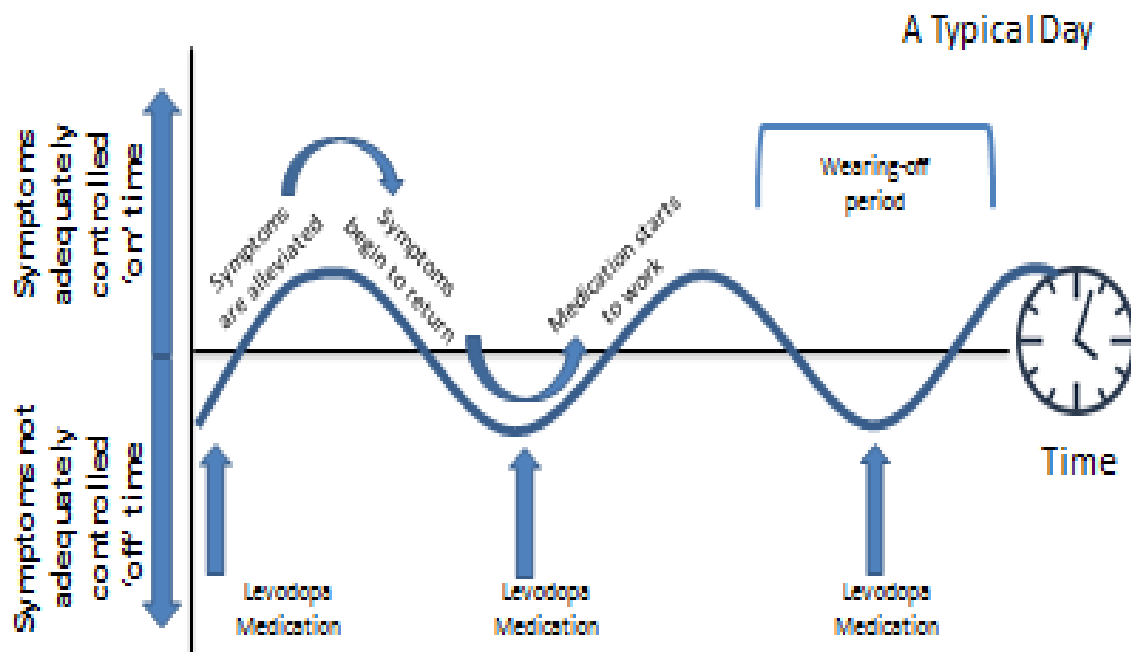 A Typical Day
Symptoms
adequately
controlled
'on' time
Symptoms not
adequately
controlled
'off' time
Symptoms
are alleviated
Symptoms
begin to return
Medication starts
to work
Wearing-off
period
Time
Levodopa
Medication
Levodopa
Medication
Levodopa
Medication